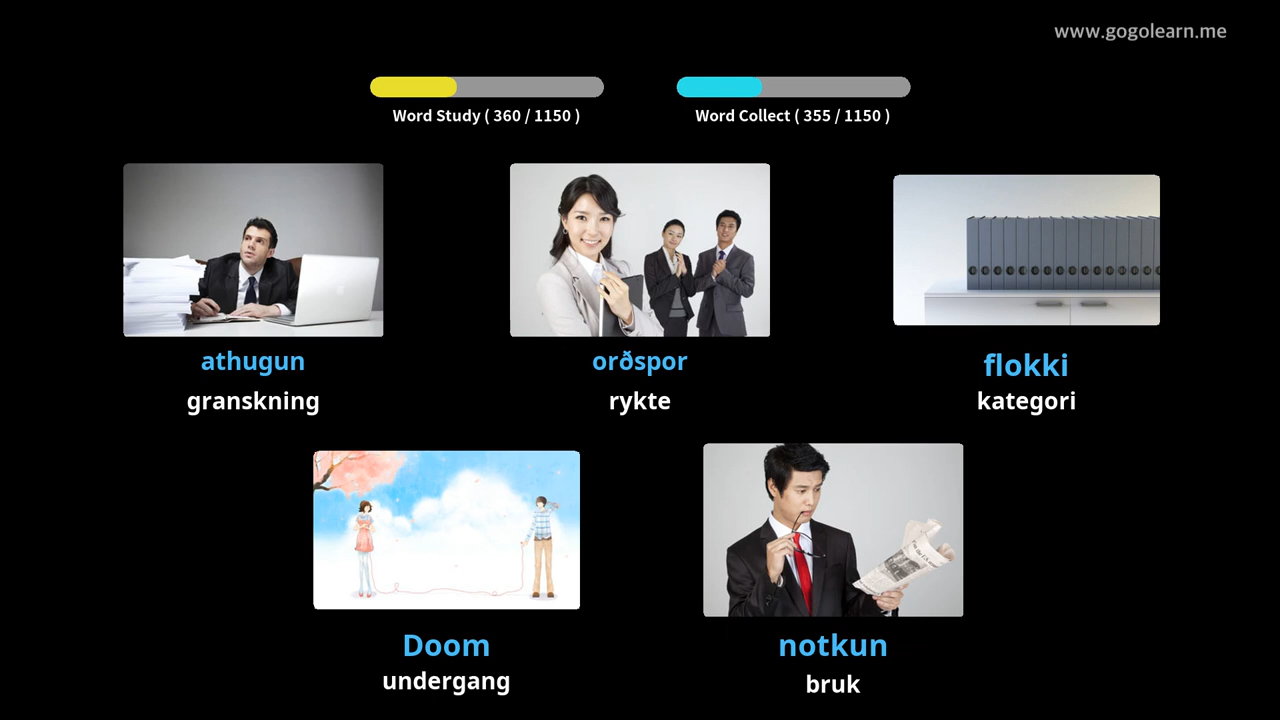 www.gogolearn.me
Word Study ( 360 / 1150 )
Word Collect ( 355 / 1150 )
athugun
granskning
orðspor
rykte
flokki
kategori
Doom
undergang
notkun
bruk